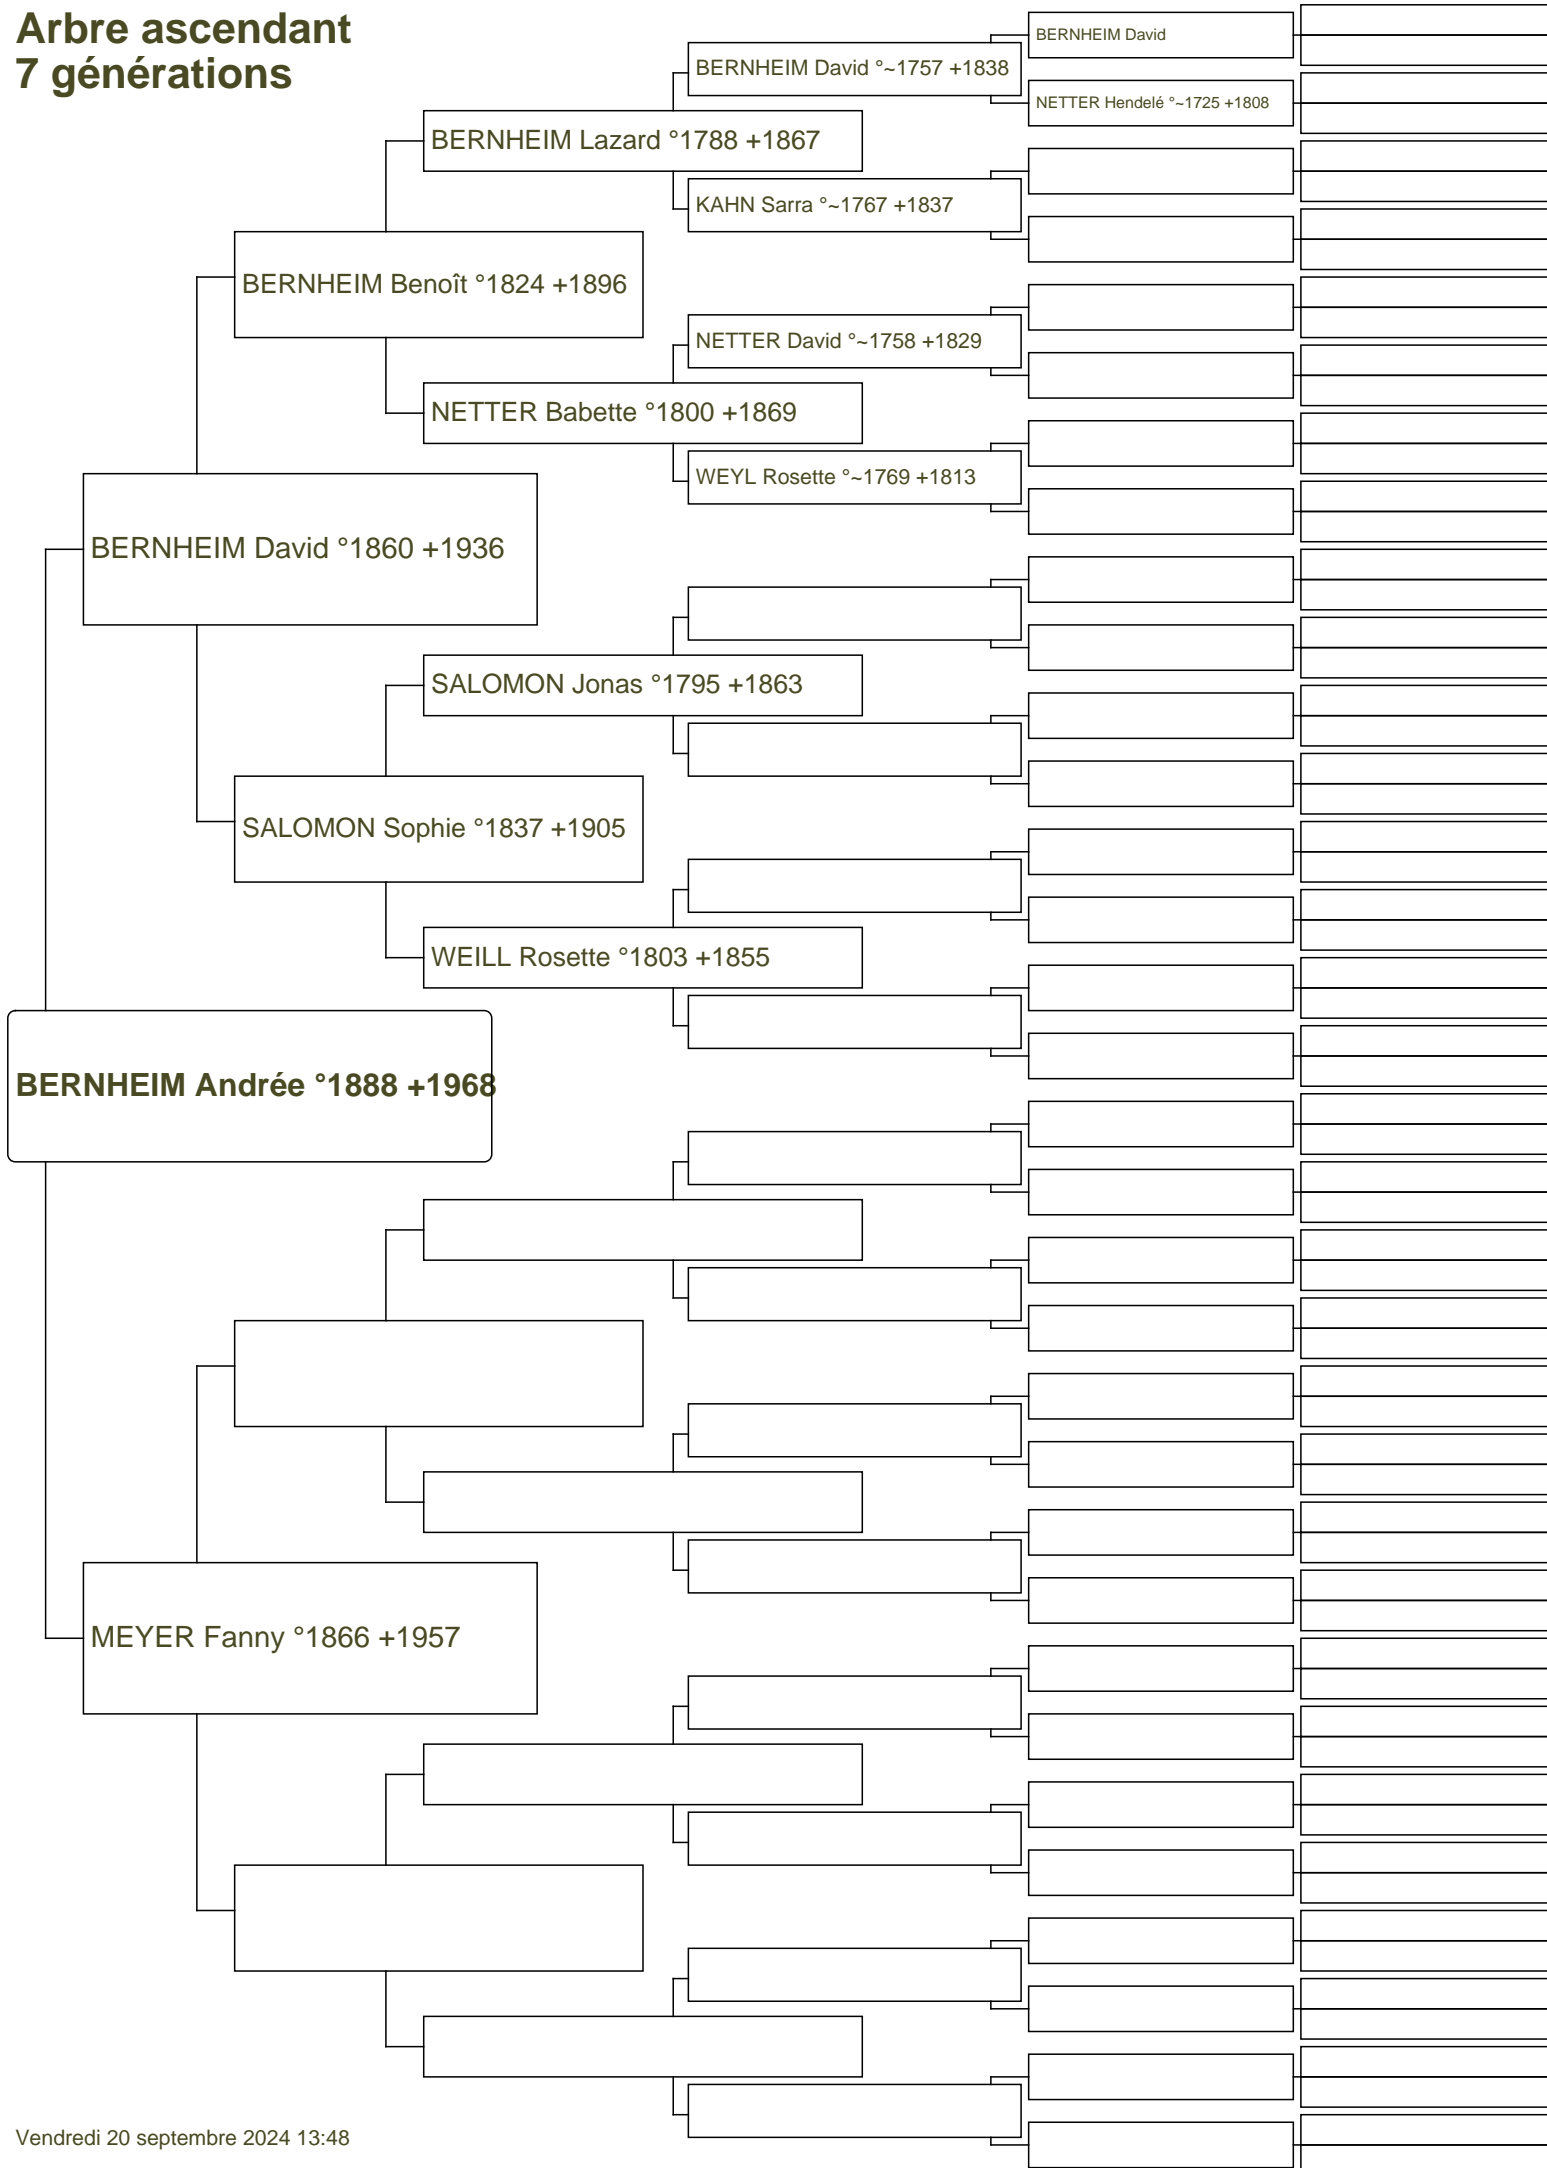 Arbre ascendant
7 générations
BERNHEIM David
BERNHEIM David °~1757 +1838
NETTER Hendelé °~1725 +1808
BERNHEIM Lazard °1788 +1867
KAHN Sarra °~1767 +1837
BERNHEIM Benoît °1824 +1896
NETTER David °~1758 +1829
NETTER Babette °1800 +1869
WEYL Rosette °~1769 +1813
BERNHEIM David °1860 +1936
SALOMON Jonas °1795 +1863
SALOMON Sophie °1837 +1905
WEILL Rosette °1803 +1855
BERNHEIM Andrée °1888 +1968
MEYER Fanny °1866 +1957
Vendredi 20 septembre 2024 13:48